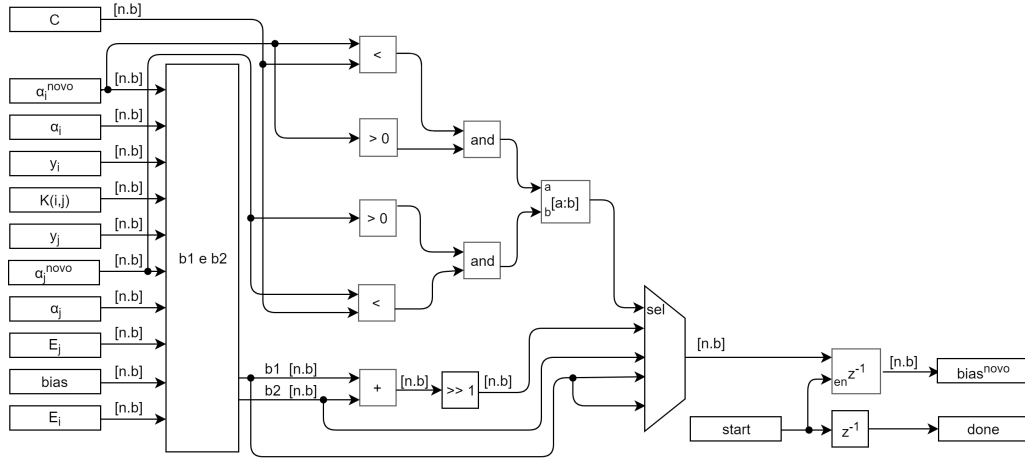 C
[n.b]
α_i^novo
[n.b]
α_i
[n.b]
y_i
[n.b]
K(i,j)
[n.b]
y_j
[n.b]
α_j^novo
[n.b]
α_j
[n.b]
E_j
[n.b]
bias
[n.b]
E_i
[n.b]
b1 e b2
<
> 0
and
> 0
<
and
a
b
[a:b]
b1 [n.b]
b2 [n.b]
+
[n.b]
>> 1
[n.b]
sel
[n.b]
en
z^-1
[n.b]
bias^novo
start
z^-1
done